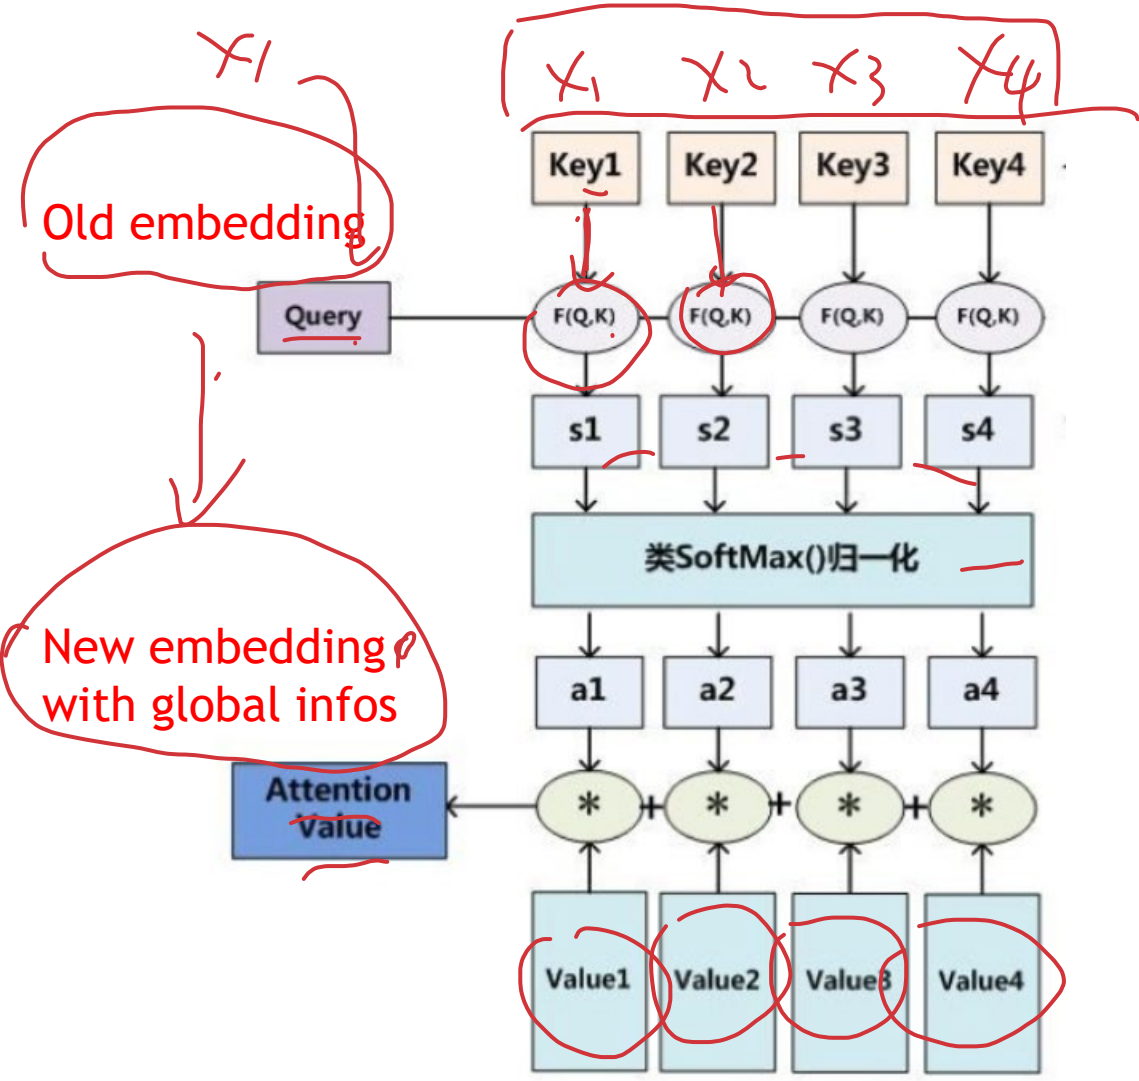 x1
x1 x2 x3 x4
Key1 Key2 Key3 Key4
Old embedding
Query
F(Q,K) F(Q,K) F(Q,K) F(Q,K)
s1 s2 s3 s4
类SoftMax()归一化
New embedding
with global infos
a1 a2 a3 a4
Attention
Value
* + * + * + *
Value1 Value2 Value3 Value4